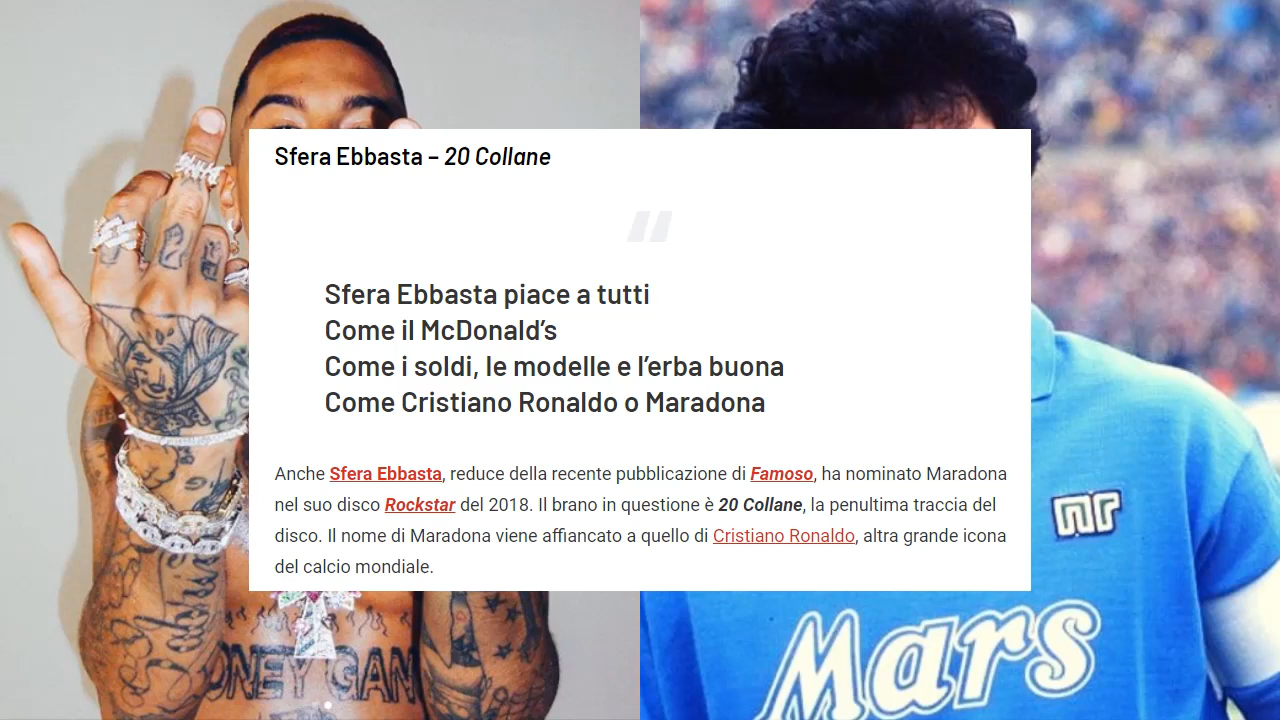 Sfera Ebbasta – 20 Collane
Sfera Ebbasta piace a tutti
Come il McDonald’s
Come i soldi, le modelle e l’erba buona
Come Cristiano Ronaldo o Maradona
Anche Sfera Ebbasta, reduce della recente pubblicazione di Famoso, ha nominato Maradona
nel suo disco Rockstar del 2018. Il brano in questione è 20 Collane, la penultima traccia del
disco. Il nome di Maradona viene affiancato a quello di Cristiano Ronaldo, altra grande icona
del calcio mondiale.
NR
Mars